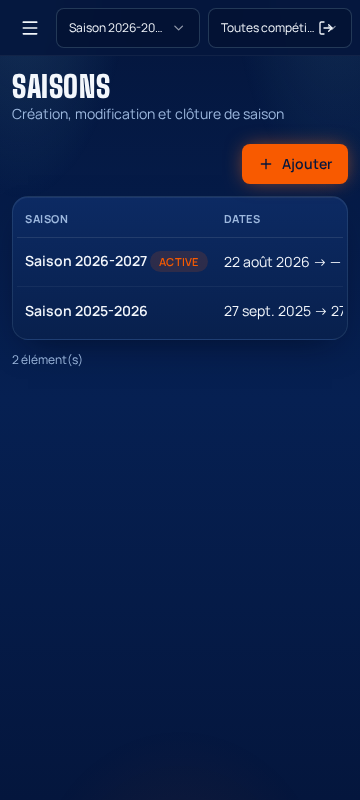 Saison 2026-20...
Toutes compéti...
SAISONS
Création, modification et clôture de saison
Ajouter
SAISON DATES
Saison 2026-2027 ACTIVE 22 août 2026 → —
Saison 2025-2026 27 sept. 2025 → 27
2 élément(s)